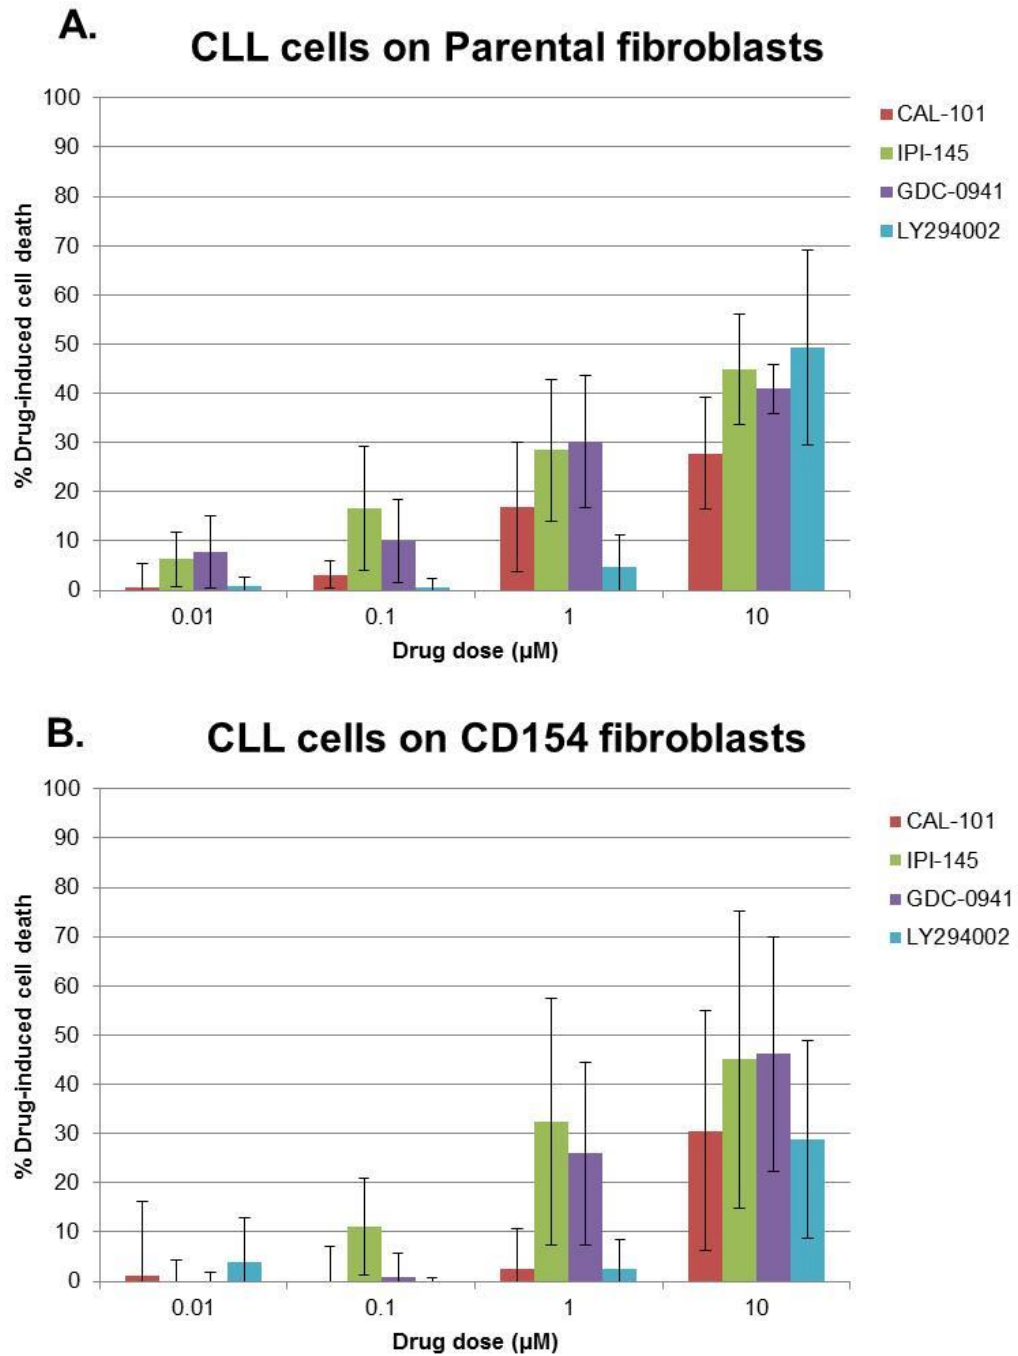 A.
CLL cells on Parental fibroblasts
100
90
80
70
60
50
40
30
20
10
0
% Drug-induced cell death
0.01 0.1 1 10
Drug dose (µM)
CAL-101
IPI-145
GDC-0941
LY294002
B.
CLL cells on CD154 fibroblasts
100
90
80
70
60
50
40
30
20
10
0
% Drug-induced cell death
0.01 0.1 1 10
Drug dose (µM)
CAL-101
IPI-145
GDC-0941
LY294002